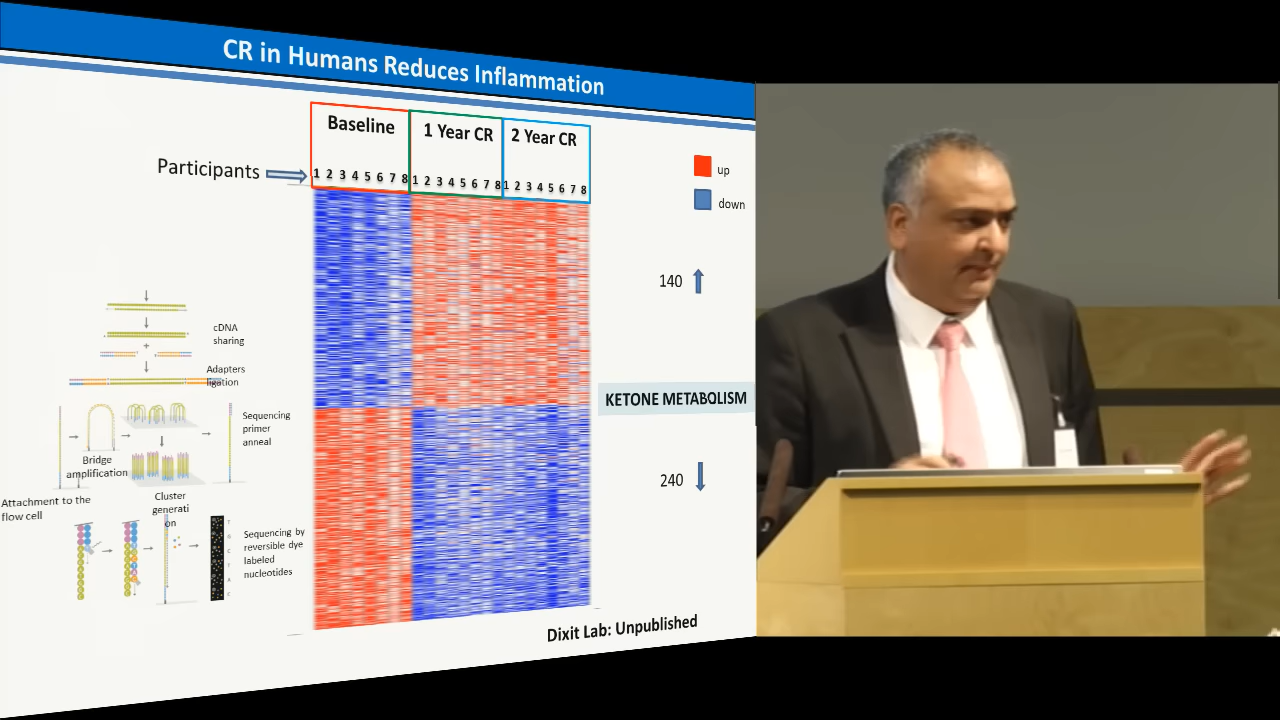 CR in Humans Reduces Inflammation
Baseline
1 Year CR
2 Year CR
Participants
1 2 3 4 5 6 7 8
1 2 3 4 5 6 7 8
1 2 3 4 5 6 7 8
up
down
140
KETONE METABOLISM
240
cDNA
sharing
+
Adapters
ligation
Sequencing
primer
anneal
Bridge
amplification
Attachment to the
flow cell
Cluster
generati
on
Sequencing by
reversible dye
labeled
nucleotides
Dixit Lab: Unpublished